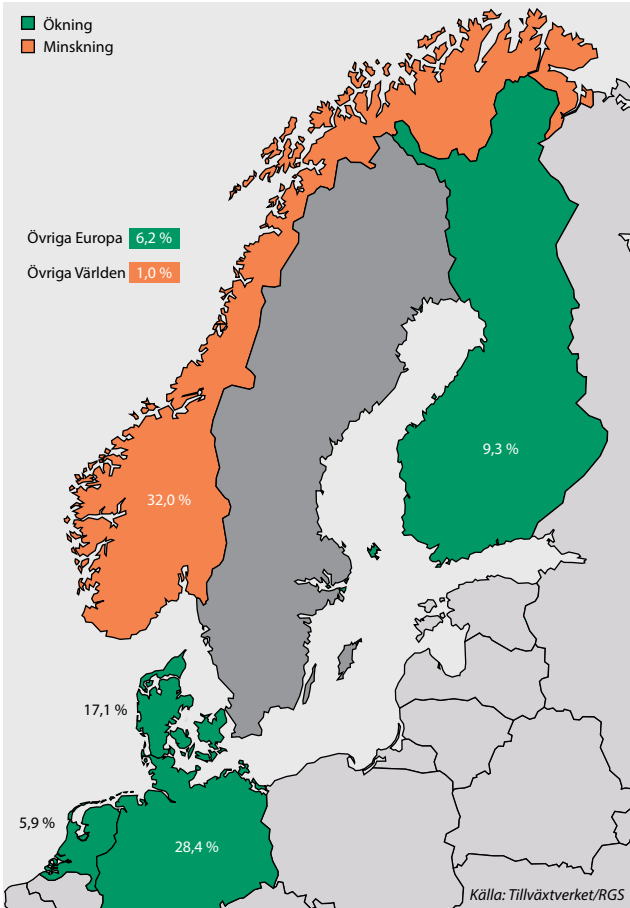 Ökning
Minskning
Övriga Europa 6,2 %
Övriga Världen 1,0 %
9,3 %
32,0 %
17,1 %
5,9 %
28,4 %
Källa: Tillväxtverket/RGS